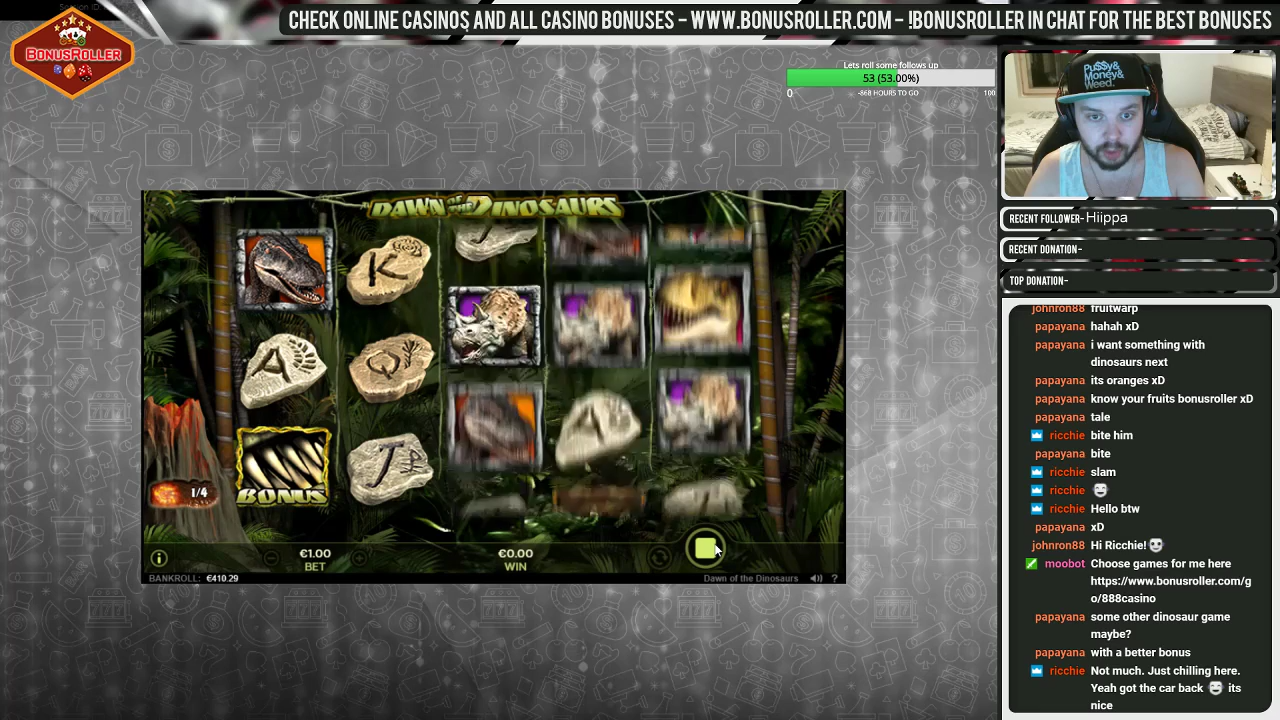 CHECK ONLINE CASINOS AND ALL CASINO BONUSES - WWW.BONUSROLLER.COM - !BONUSROLLER IN CHAT FOR THE BEST BONUSES
BONUSROLLER
Lets roll some follows up
53 (53.00%)
0
-868 HOURS TO GO
100
Pu$$y&
Money&
Weed.
RECENT FOLLOWER- Hiippa
RECENT DONATION-
TOP DONATION-
DAWN OF THE DINOSAURS
K
J
A
Q
A
BONUS
J
1/4
€1.00
BET
€0.00
WIN
BANKROLL: €410.29
Dawn of the Dinosaurs
?
johnron88 fruitwarp
papayana hahah xD
papayana i want something with
dinosaurs next
papayana its oranges xD
papayana know your fruits bonusroller xD
papayana tale
ricchie bite him
papayana bite
ricchie slam
ricchie
ricchie Hello btw
papayana xD
johnron88 Hi Ricchie!
moobot Choose games for me here
https://www.bonusroller.com/g
o/888casino
papayana some other dinosaur game
maybe?
papayana with a better bonus
ricchie Not much. Just chilling here.
Yeah got the car back its
nice